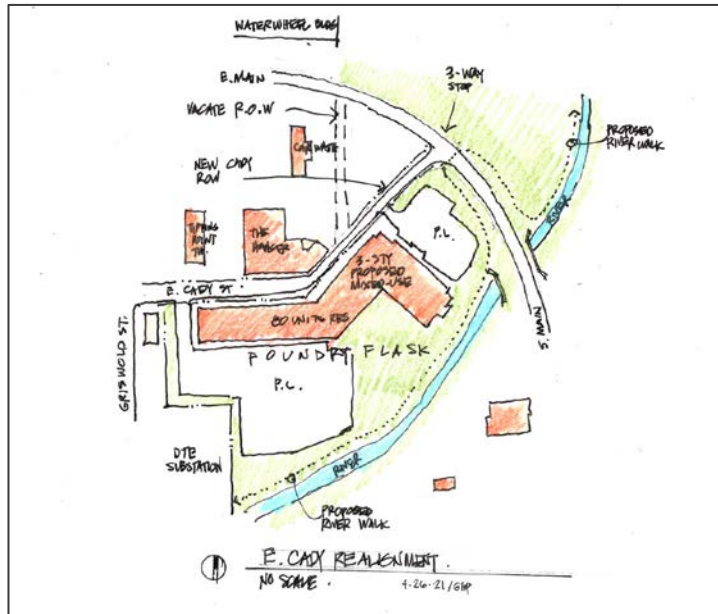 WATERWHEEL BLDG
E. MAIN
3-WAY
STOP
VACATE R.O.W
PROPOSED
RIVER WALK
NEW CADY
ROW
RIVER
P.L.
THE
3-STY
PROPOSED
MIXED-USE
E. CADY ST
80 UNITS RES
S. MAIN
FOUNDRY FLASK
GRISWOLD ST.
P.L.
DTE
SUBSTATION
RIVER
PROPOSED
RIVER WALK
E. CADY REALIGNMENT.
NO SCALE.
4-26-21/GHP